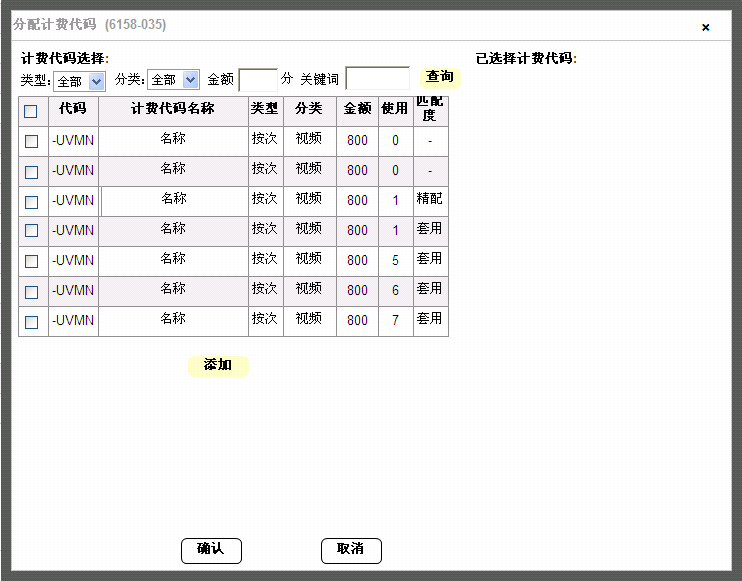 分配计费代码 (6158-035) ×
计费代码选择: 已选择计费代码:
类型: 全部 分类: 全部 金额 分 关键词 查询
代码 计费代码名称 类型 分类 金额 使用 匹配度
-UVMN 名称 按次 视频 800 0 -
-UVMN 名称 按次 视频 800 0 -
-UVMN 名称 按次 视频 800 1 精配
-UVMN 名称 按次 视频 800 1 套用
-UVMN 名称 按次 视频 800 5 套用
-UVMN 名称 按次 视频 800 6 套用
-UVMN 名称 按次 视频 800 7 套用
添加
确认 取消